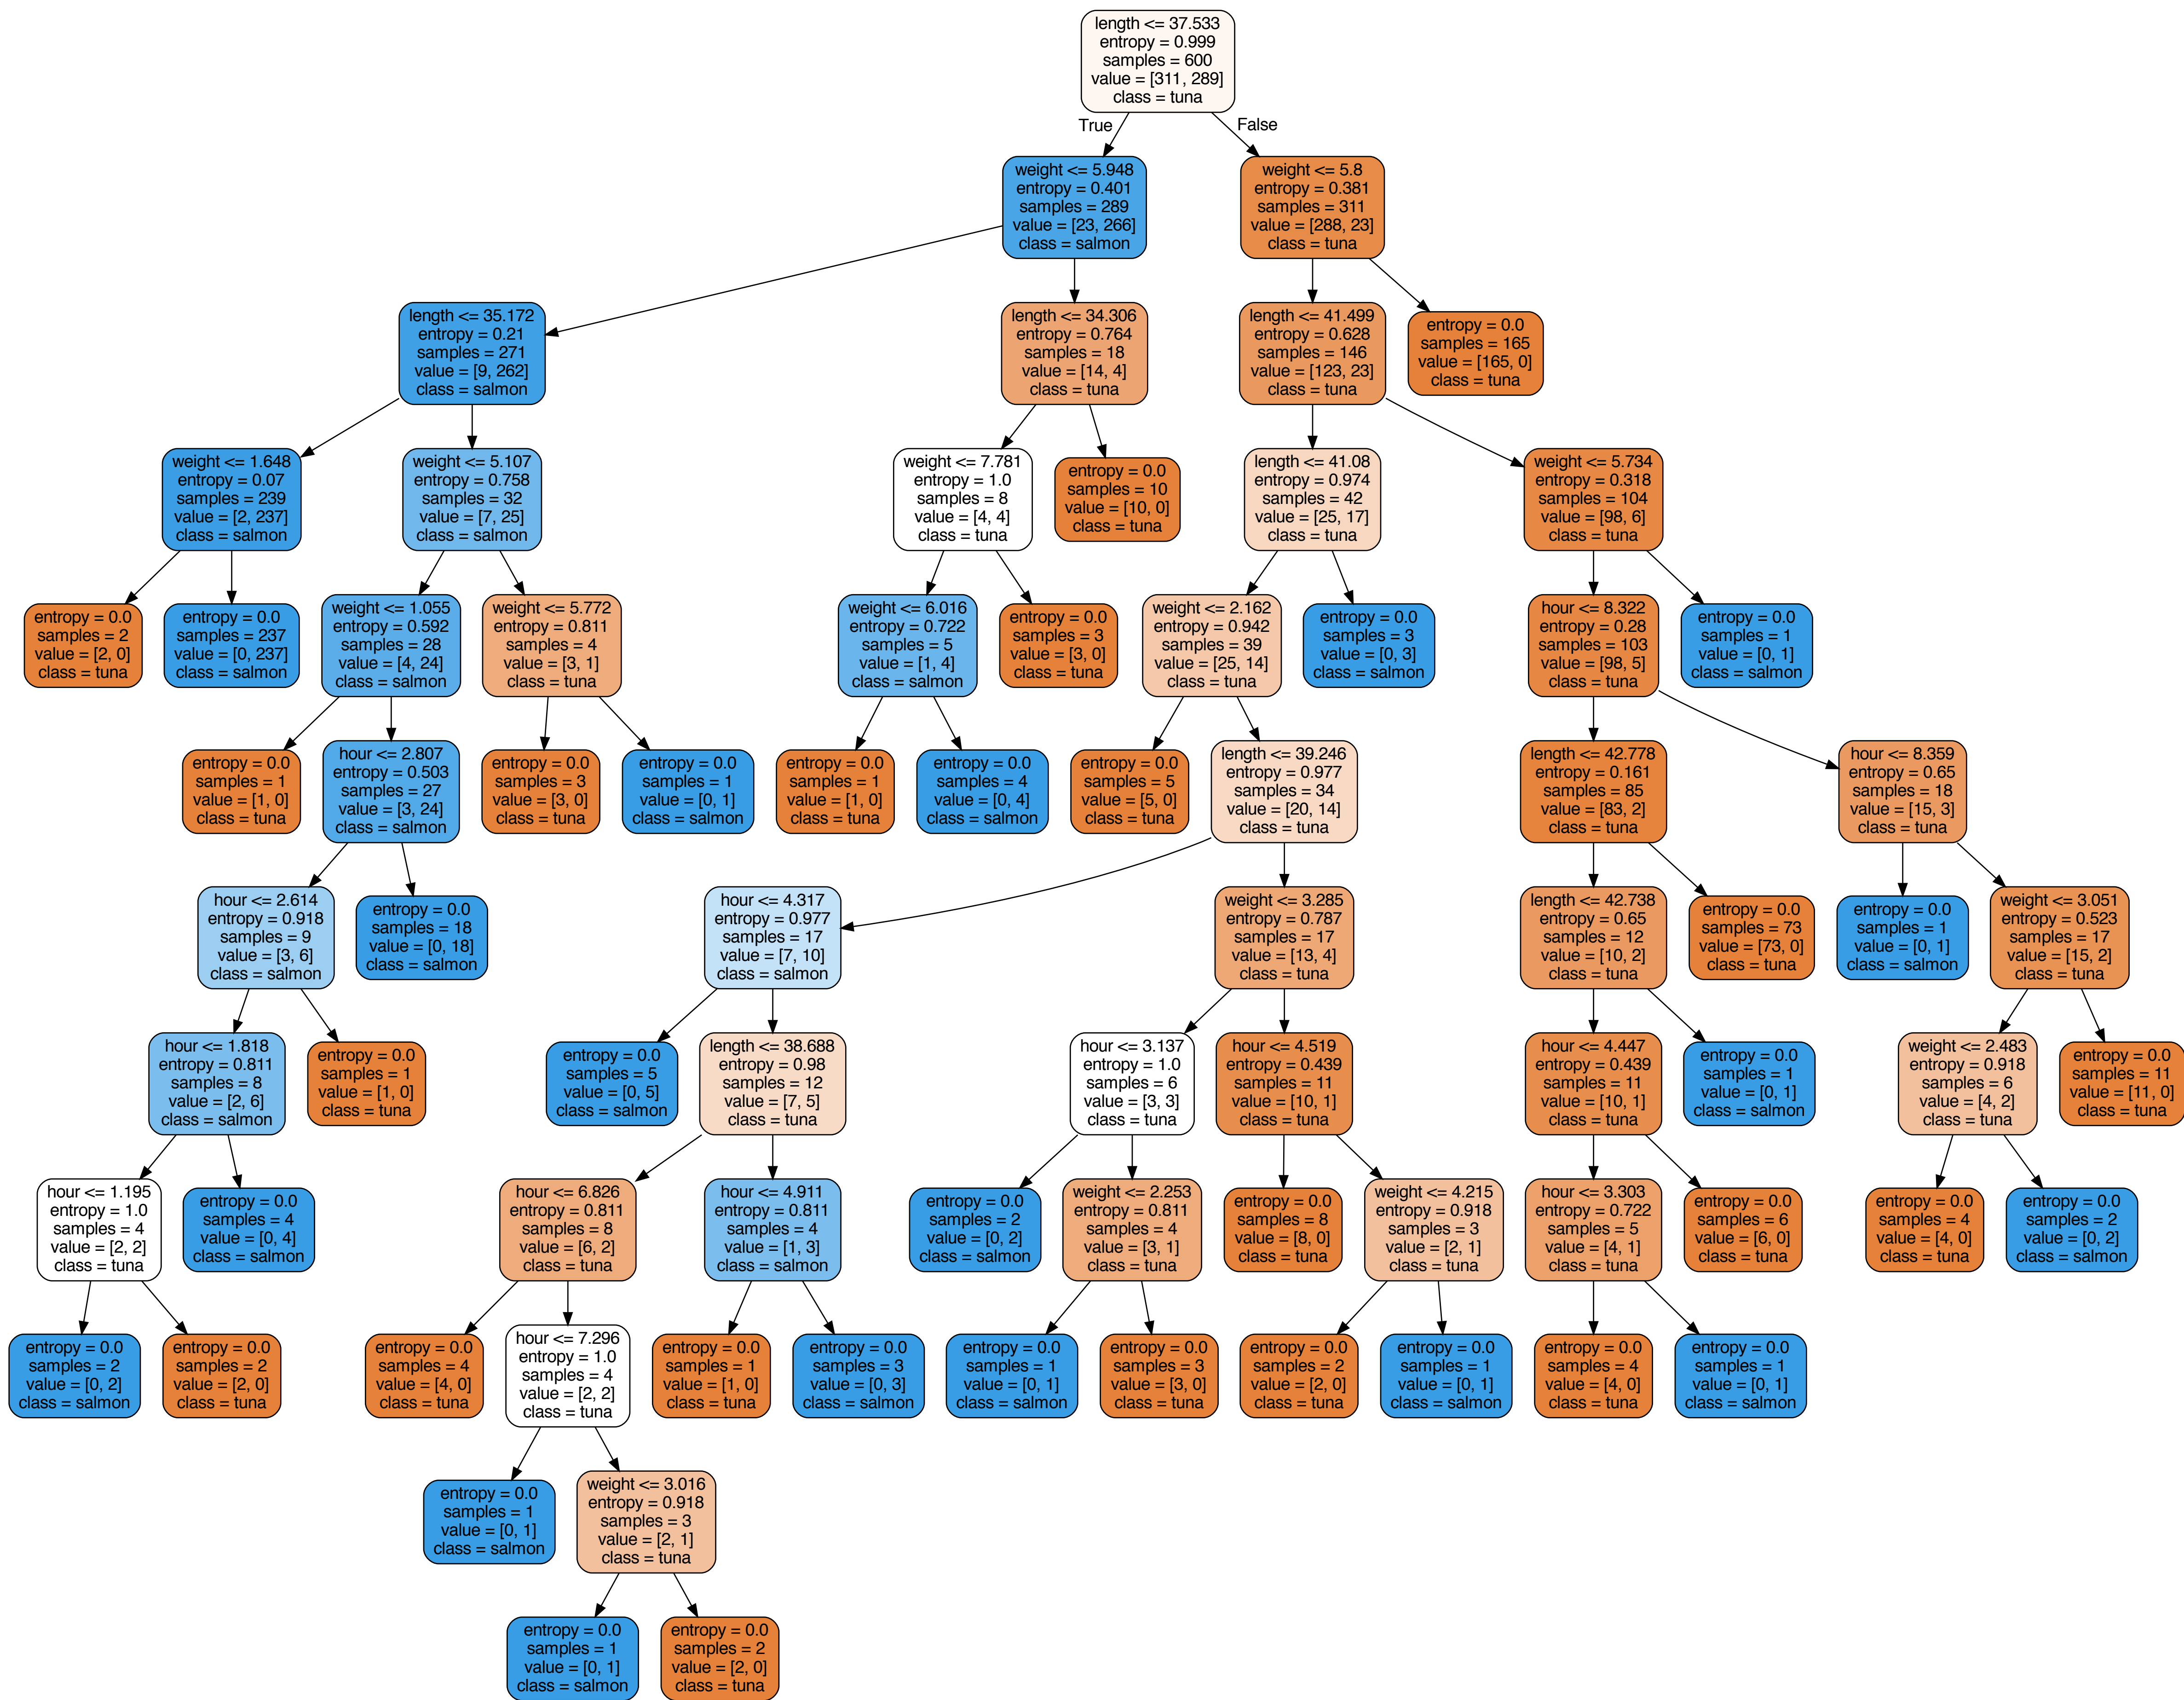 length <= 37.533
entropy = 0.999
samples = 600
value = [311, 289]
class = tuna
True
False
weight <= 5.948
entropy = 0.401
samples = 289
value = [23, 266]
class = salmon
weight <= 5.8
entropy = 0.381
samples = 311
value = [288, 23]
class = tuna
length <= 35.172
entropy = 0.21
samples = 271
value = [9, 262]
class = salmon
length <= 34.306
entropy = 0.764
samples = 18
value = [14, 4]
class = tuna
length <= 41.499
entropy = 0.628
samples = 146
value = [123, 23]
class = tuna
entropy = 0.0
samples = 165
value = [165, 0]
class = tuna
weight <= 1.648
entropy = 0.07
samples = 239
value = [2, 237]
class = salmon
weight <= 5.107
entropy = 0.758
samples = 32
value = [7, 25]
class = salmon
weight <= 7.781
entropy = 1.0
samples = 8
value = [4, 4]
class = tuna
entropy = 0.0
samples = 10
value = [10, 0]
class = tuna
length <= 41.08
entropy = 0.974
samples = 42
value = [25, 17]
class = tuna
weight <= 5.734
entropy = 0.318
samples = 104
value = [98, 6]
class = tuna
entropy = 0.0
samples = 2
value = [2, 0]
class = tuna
entropy = 0.0
samples = 237
value = [0, 237]
class = salmon
weight <= 1.055
entropy = 0.592
samples = 28
value = [4, 24]
class = salmon
weight <= 5.772
entropy = 0.811
samples = 4
value = [3, 1]
class = tuna
weight <= 6.016
entropy = 0.722
samples = 5
value = [1, 4]
class = salmon
entropy = 0.0
samples = 3
value = [3, 0]
class = tuna
weight <= 2.162
entropy = 0.942
samples = 39
value = [25, 14]
class = tuna
entropy = 0.0
samples = 3
value = [0, 3]
class = salmon
hour <= 8.322
entropy = 0.28
samples = 103
value = [98, 5]
class = tuna
entropy = 0.0
samples = 1
value = [0, 1]
class = salmon
entropy = 0.0
samples = 1
value = [1, 0]
class = tuna
hour <= 2.807
entropy = 0.503
samples = 27
value = [3, 24]
class = salmon
entropy = 0.0
samples = 3
value = [3, 0]
class = tuna
entropy = 0.0
samples = 1
value = [0, 1]
class = salmon
entropy = 0.0
samples = 1
value = [1, 0]
class = tuna
entropy = 0.0
samples = 4
value = [0, 4]
class = salmon
entropy = 0.0
samples = 5
value = [5, 0]
class = tuna
length <= 39.246
entropy = 0.977
samples = 34
value = [20, 14]
class = tuna
length <= 42.778
entropy = 0.161
samples = 85
value = [83, 2]
class = tuna
hour <= 8.359
entropy = 0.65
samples = 18
value = [15, 3]
class = tuna
hour <= 2.614
entropy = 0.918
samples = 9
value = [3, 6]
class = salmon
entropy = 0.0
samples = 18
value = [0, 18]
class = salmon
hour <= 4.317
entropy = 0.977
samples = 17
value = [7, 10]
class = salmon
weight <= 3.285
entropy = 0.787
samples = 17
value = [13, 4]
class = tuna
length <= 42.738
entropy = 0.65
samples = 12
value = [10, 2]
class = tuna
entropy = 0.0
samples = 73
value = [73, 0]
class = tuna
entropy = 0.0
samples = 1
value = [0, 1]
class = salmon
weight <= 3.051
entropy = 0.523
samples = 17
value = [15, 2]
class = tuna
hour <= 1.818
entropy = 0.811
samples = 8
value = [2, 6]
class = salmon
entropy = 0.0
samples = 1
value = [1, 0]
class = tuna
entropy = 0.0
samples = 5
value = [0, 5]
class = salmon
length <= 38.688
entropy = 0.98
samples = 12
value = [7, 5]
class = tuna
hour <= 3.137
entropy = 1.0
samples = 6
value = [3, 3]
class = tuna
hour <= 4.519
entropy = 0.439
samples = 11
value = [10, 1]
class = tuna
hour <= 4.447
entropy = 0.439
samples = 11
value = [10, 1]
class = tuna
entropy = 0.0
samples = 1
value = [0, 1]
class = salmon
weight <= 2.483
entropy = 0.918
samples = 6
value = [4, 2]
class = tuna
entropy = 0.0
samples = 11
value = [11, 0]
class = tuna
hour <= 1.195
entropy = 1.0
samples = 4
value = [2, 2]
class = tuna
entropy = 0.0
samples = 4
value = [0, 4]
class = salmon
hour <= 6.826
entropy = 0.811
samples = 8
value = [6, 2]
class = tuna
hour <= 4.911
entropy = 0.811
samples = 4
value = [1, 3]
class = salmon
entropy = 0.0
samples = 2
value = [0, 2]
class = salmon
weight <= 2.253
entropy = 0.811
samples = 4
value = [3, 1]
class = tuna
entropy = 0.0
samples = 8
value = [8, 0]
class = tuna
weight <= 4.215
entropy = 0.918
samples = 3
value = [2, 1]
class = tuna
hour <= 3.303
entropy = 0.722
samples = 5
value = [4, 1]
class = tuna
entropy = 0.0
samples = 6
value = [6, 0]
class = tuna
entropy = 0.0
samples = 4
value = [4, 0]
class = tuna
entropy = 0.0
samples = 2
value = [0, 2]
class = salmon
entropy = 0.0
samples = 2
value = [0, 2]
class = salmon
entropy = 0.0
samples = 2
value = [2, 0]
class = tuna
entropy = 0.0
samples = 4
value = [4, 0]
class = tuna
hour <= 7.296
entropy = 1.0
samples = 4
value = [2, 2]
class = tuna
entropy = 0.0
samples = 1
value = [1, 0]
class = tuna
entropy = 0.0
samples = 3
value = [0, 3]
class = salmon
entropy = 0.0
samples = 1
value = [0, 1]
class = salmon
entropy = 0.0
samples = 3
value = [3, 0]
class = tuna
entropy = 0.0
samples = 2
value = [2, 0]
class = tuna
entropy = 0.0
samples = 1
value = [0, 1]
class = salmon
entropy = 0.0
samples = 4
value = [4, 0]
class = tuna
entropy = 0.0
samples = 1
value = [0, 1]
class = salmon
entropy = 0.0
samples = 1
value = [0, 1]
class = salmon
weight <= 3.016
entropy = 0.918
samples = 3
value = [2, 1]
class = tuna
entropy = 0.0
samples = 1
value = [0, 1]
class = salmon
entropy = 0.0
samples = 2
value = [2, 0]
class = tuna